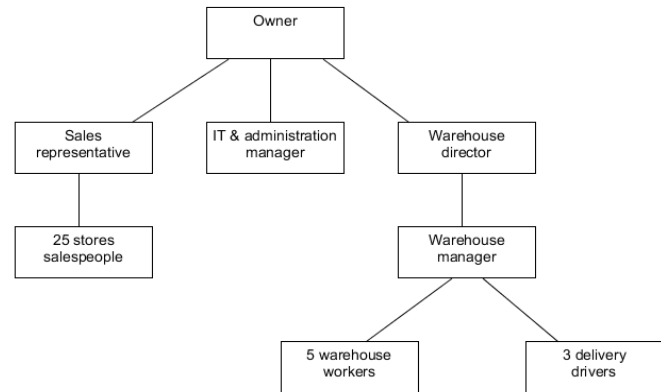 Owner
Sales
representative
IT & administration
manager
Warehouse
director
25 stores
salespeople
Warehouse
manager
5 warehouse
workers
3 delivery
drivers